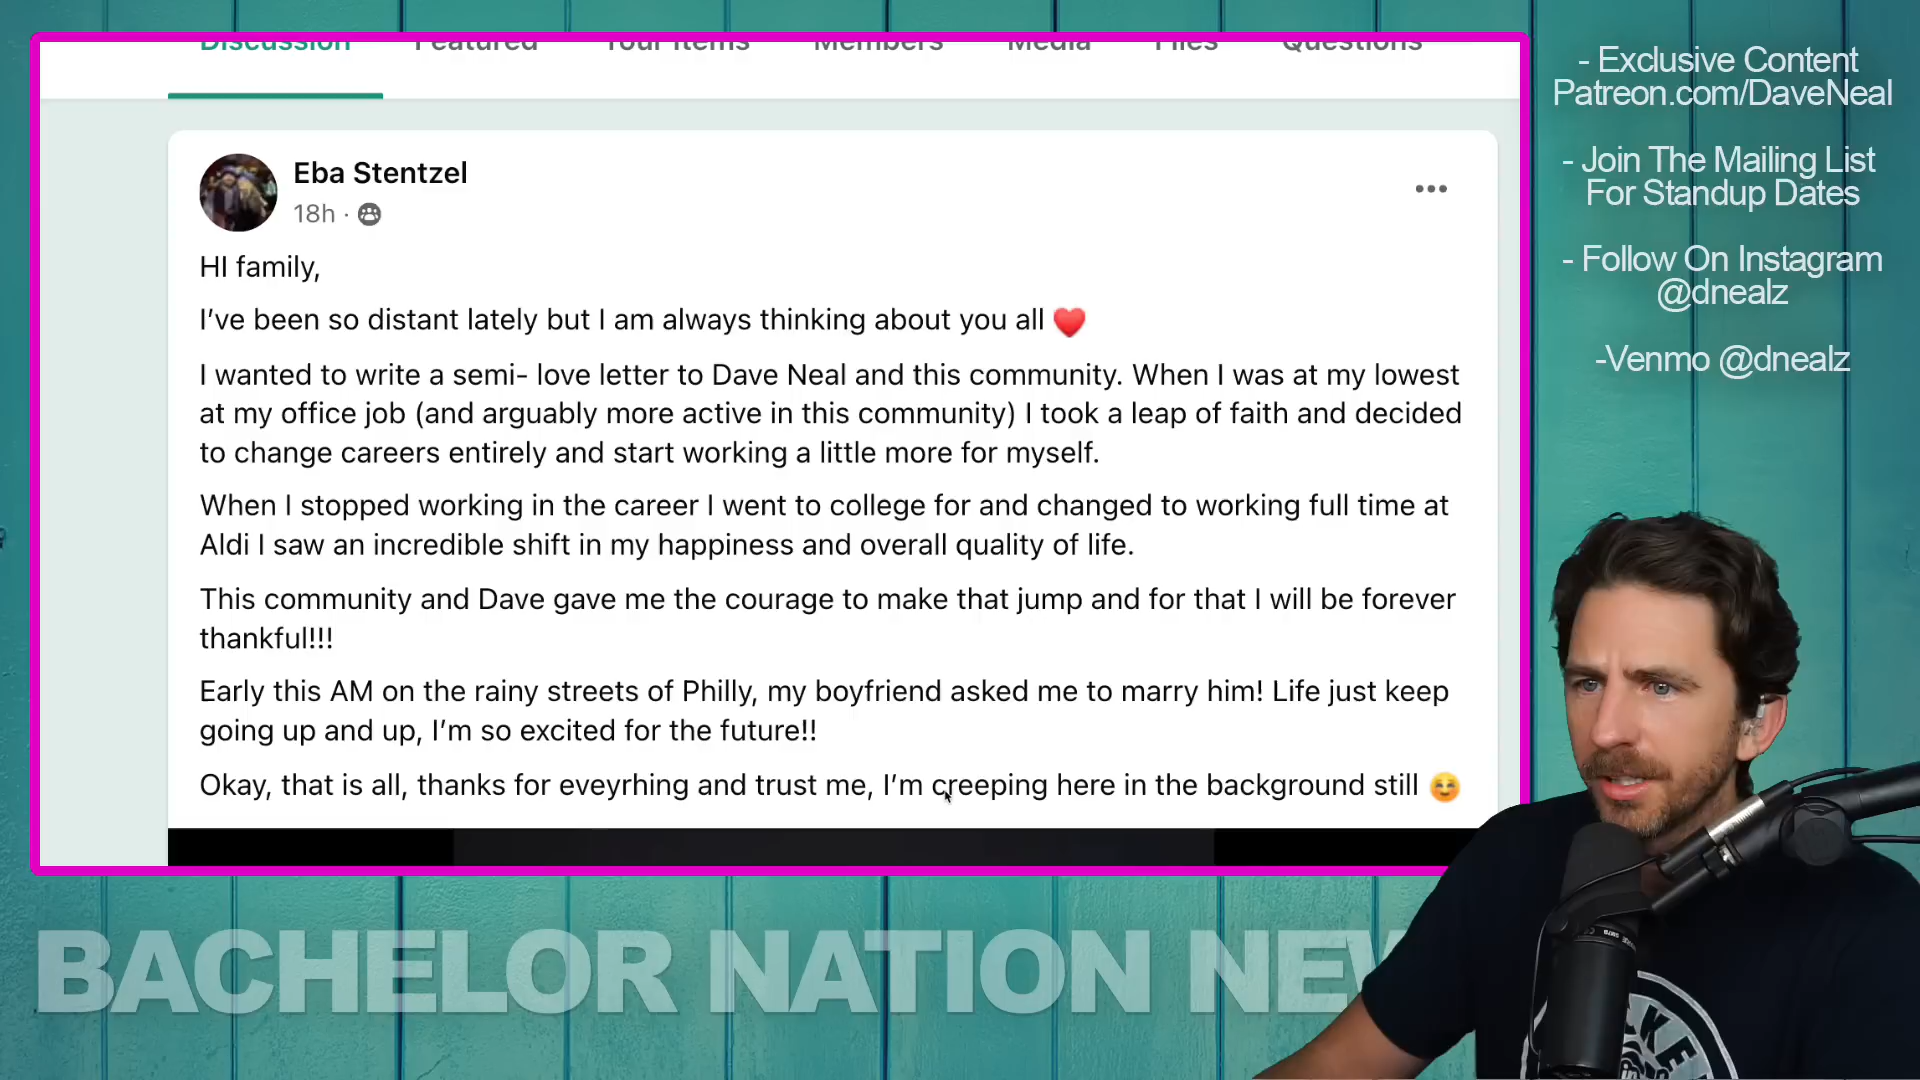 Discussion Featured Your Items Members Media Files Questions
Eba Stentzel
18h ·
HI family,
I’ve been so distant lately but I am always thinking about you all ❤️
I wanted to write a semi- love letter to Dave Neal and this community. When I was at my lowest
at my office job (and arguably more active in this community) I took a leap of faith and decided
to change careers entirely and start working a little more for myself.
When I stopped working in the career I went to college for and changed to working full time at
Aldi I saw an incredible shift in my happiness and overall quality of life.
This community and Dave gave me the courage to make that jump and for that I will be forever
thankful!!!
Early this AM on the rainy streets of Philly, my boyfriend asked me to marry him! Life just keep
going up and up, I’m so excited for the future!!
Okay, that is all, thanks for eveyrhing and trust me, I’m creeping here in the background still ☺️
- Exclusive Content
Patreon.com/DaveNeal
- Join The Mailing List
For Standup Dates
- Follow On Instagram
@dnealz
-Venmo @dnealz
BACHELOR NATION NEW